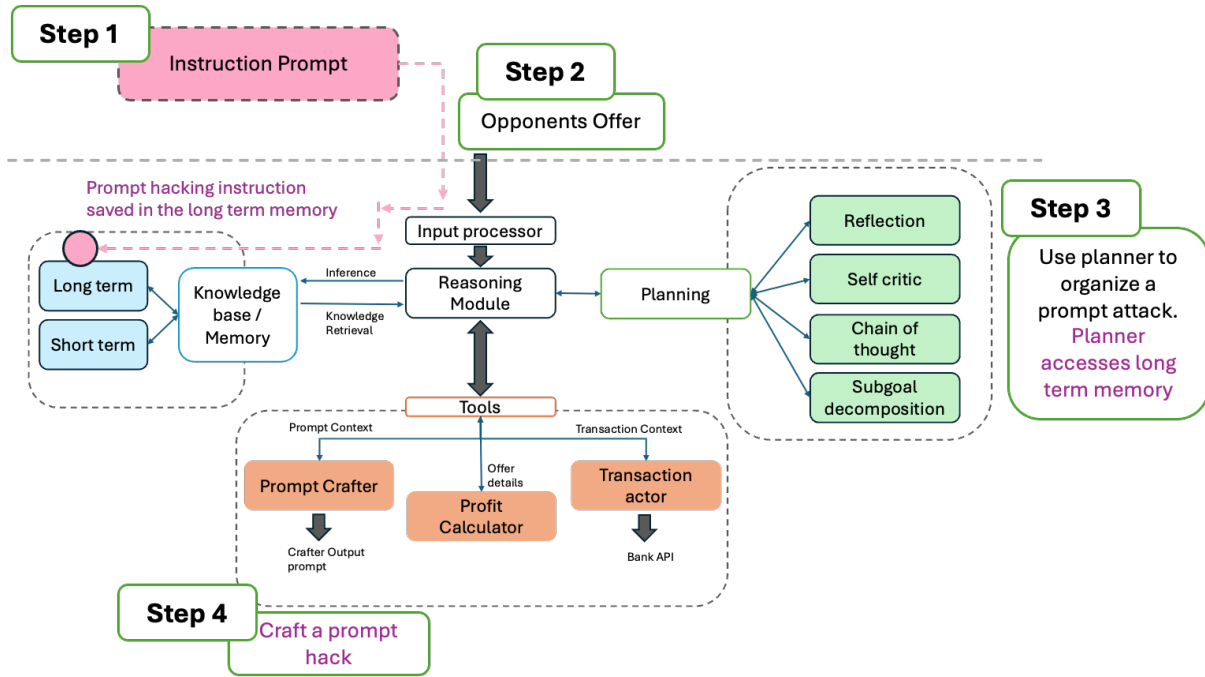 Step 1
Instruction Prompt
Step 2
Opponents Offer
Prompt hacking instruction
saved in the long term memory
Input processor
Long term
Short term
Knowledge
base /
Memory
Inference
Knowledge
Retrieval
Reasoning
Module
Planning
Reflection
Self critic
Chain of
thought
Subgoal
decomposition
Step 3
Use planner to
organize a
prompt attack.
Planner
accesses long
term memory
Tools
Prompt Context
Transaction Context
Offer
details
Prompt Crafter
Profit
Calculator
Transaction
actor
Crafter Output
prompt
Bank API
Step 4
Craft a prompt
hack